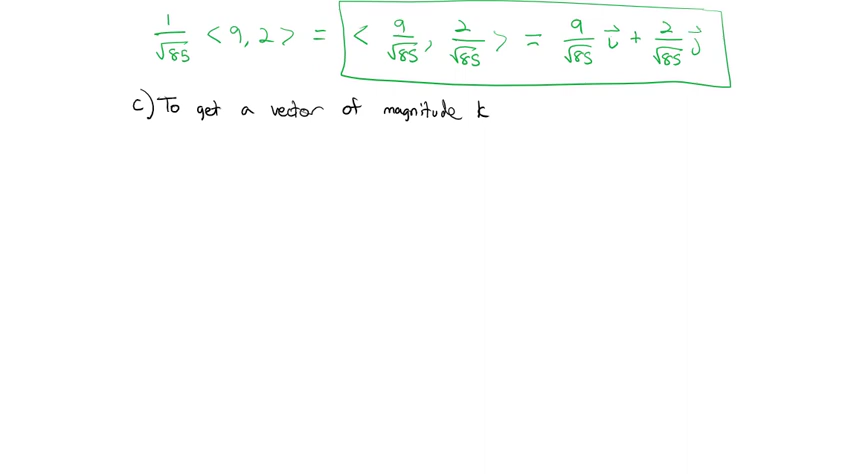 1/√85 < 9, 2 > = < 9/√85, 2/√85 > = 9/√85 i⃗ + 2/√85 j⃗
c) To get a vector of magnitude k